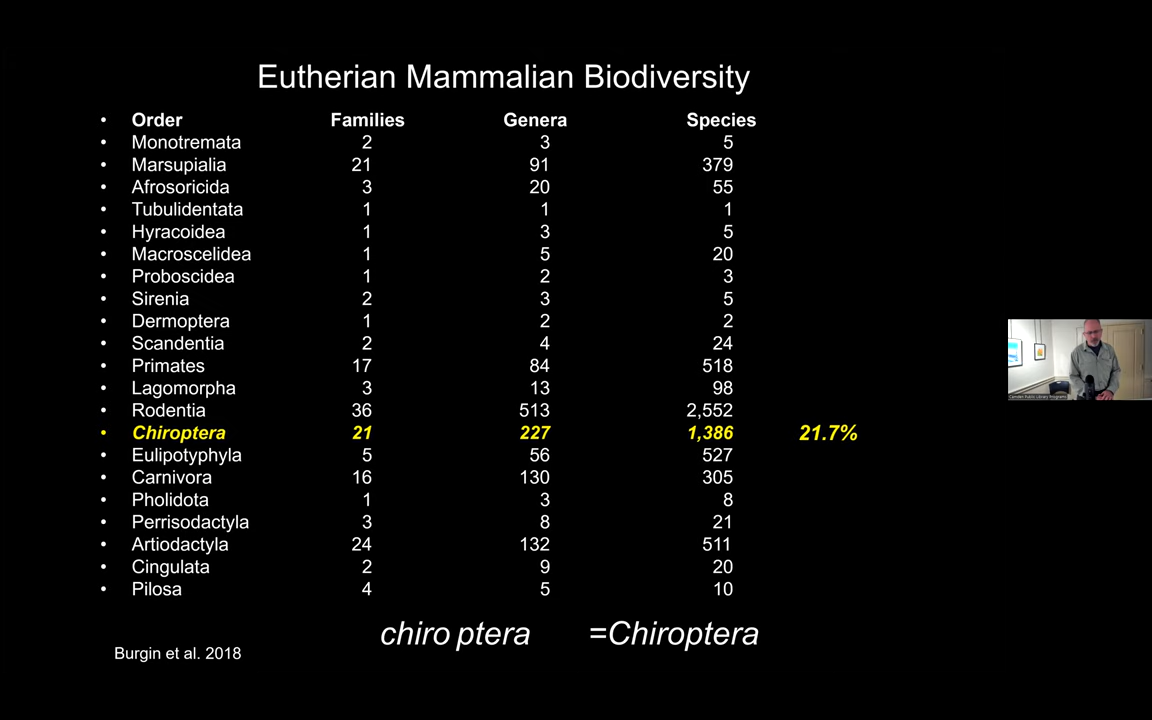 Eutherian Mammalian Biodiversity
• Order Families Genera Species
• Monotremata 2 3 5
• Marsupialia 21 91 379
• Afrosoricida 3 20 55
• Tubulidentata 1 1 1
• Hyracoidea 1 3 5
• Macroscelidea 1 5 20
• Proboscidea 1 2 3
• Sirenia 2 3 5
• Dermoptera 1 2 2
• Scandentia 2 4 24
• Primates 17 84 518
• Lagomorpha 3 13 98
• Rodentia 36 513 2,552
• Chiroptera 21 227 1,386 21.7%
• Eulipotyphyla 5 56 527
• Carnivora 16 130 305
• Pholidota 1 3 8
• Perrisodactyla 3 8 21
• Artiodactyla 24 132 511
• Cingulata 2 9 20
• Pilosa 4 5 10
chiro ptera =Chiroptera
Burgin et al. 2018
Camden Public Library Programs